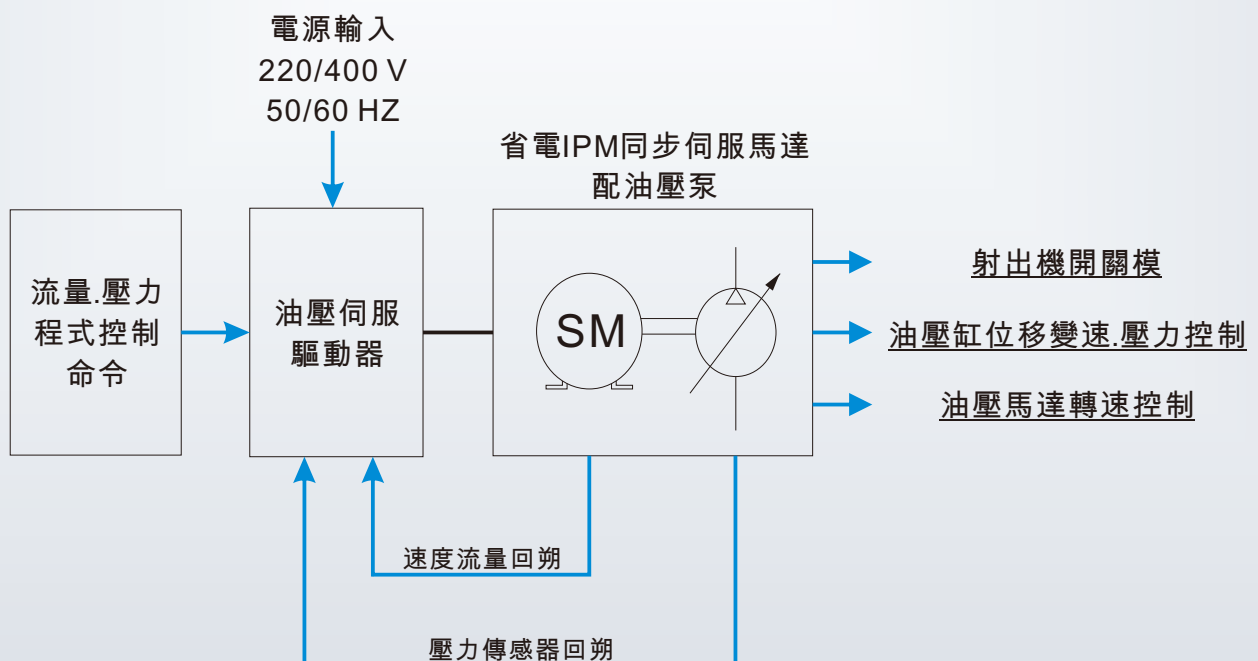 電源輸入
220/400 V
50/60 HZ
省電IPM同步伺服馬達
配油壓泵
流量.壓力
程式控制
命令
油壓伺服
驅動器
SM
射出機開關模
油壓缸位移變速.壓力控制
油壓馬達轉速控制
速度流量回朔
壓力傳感器回朔